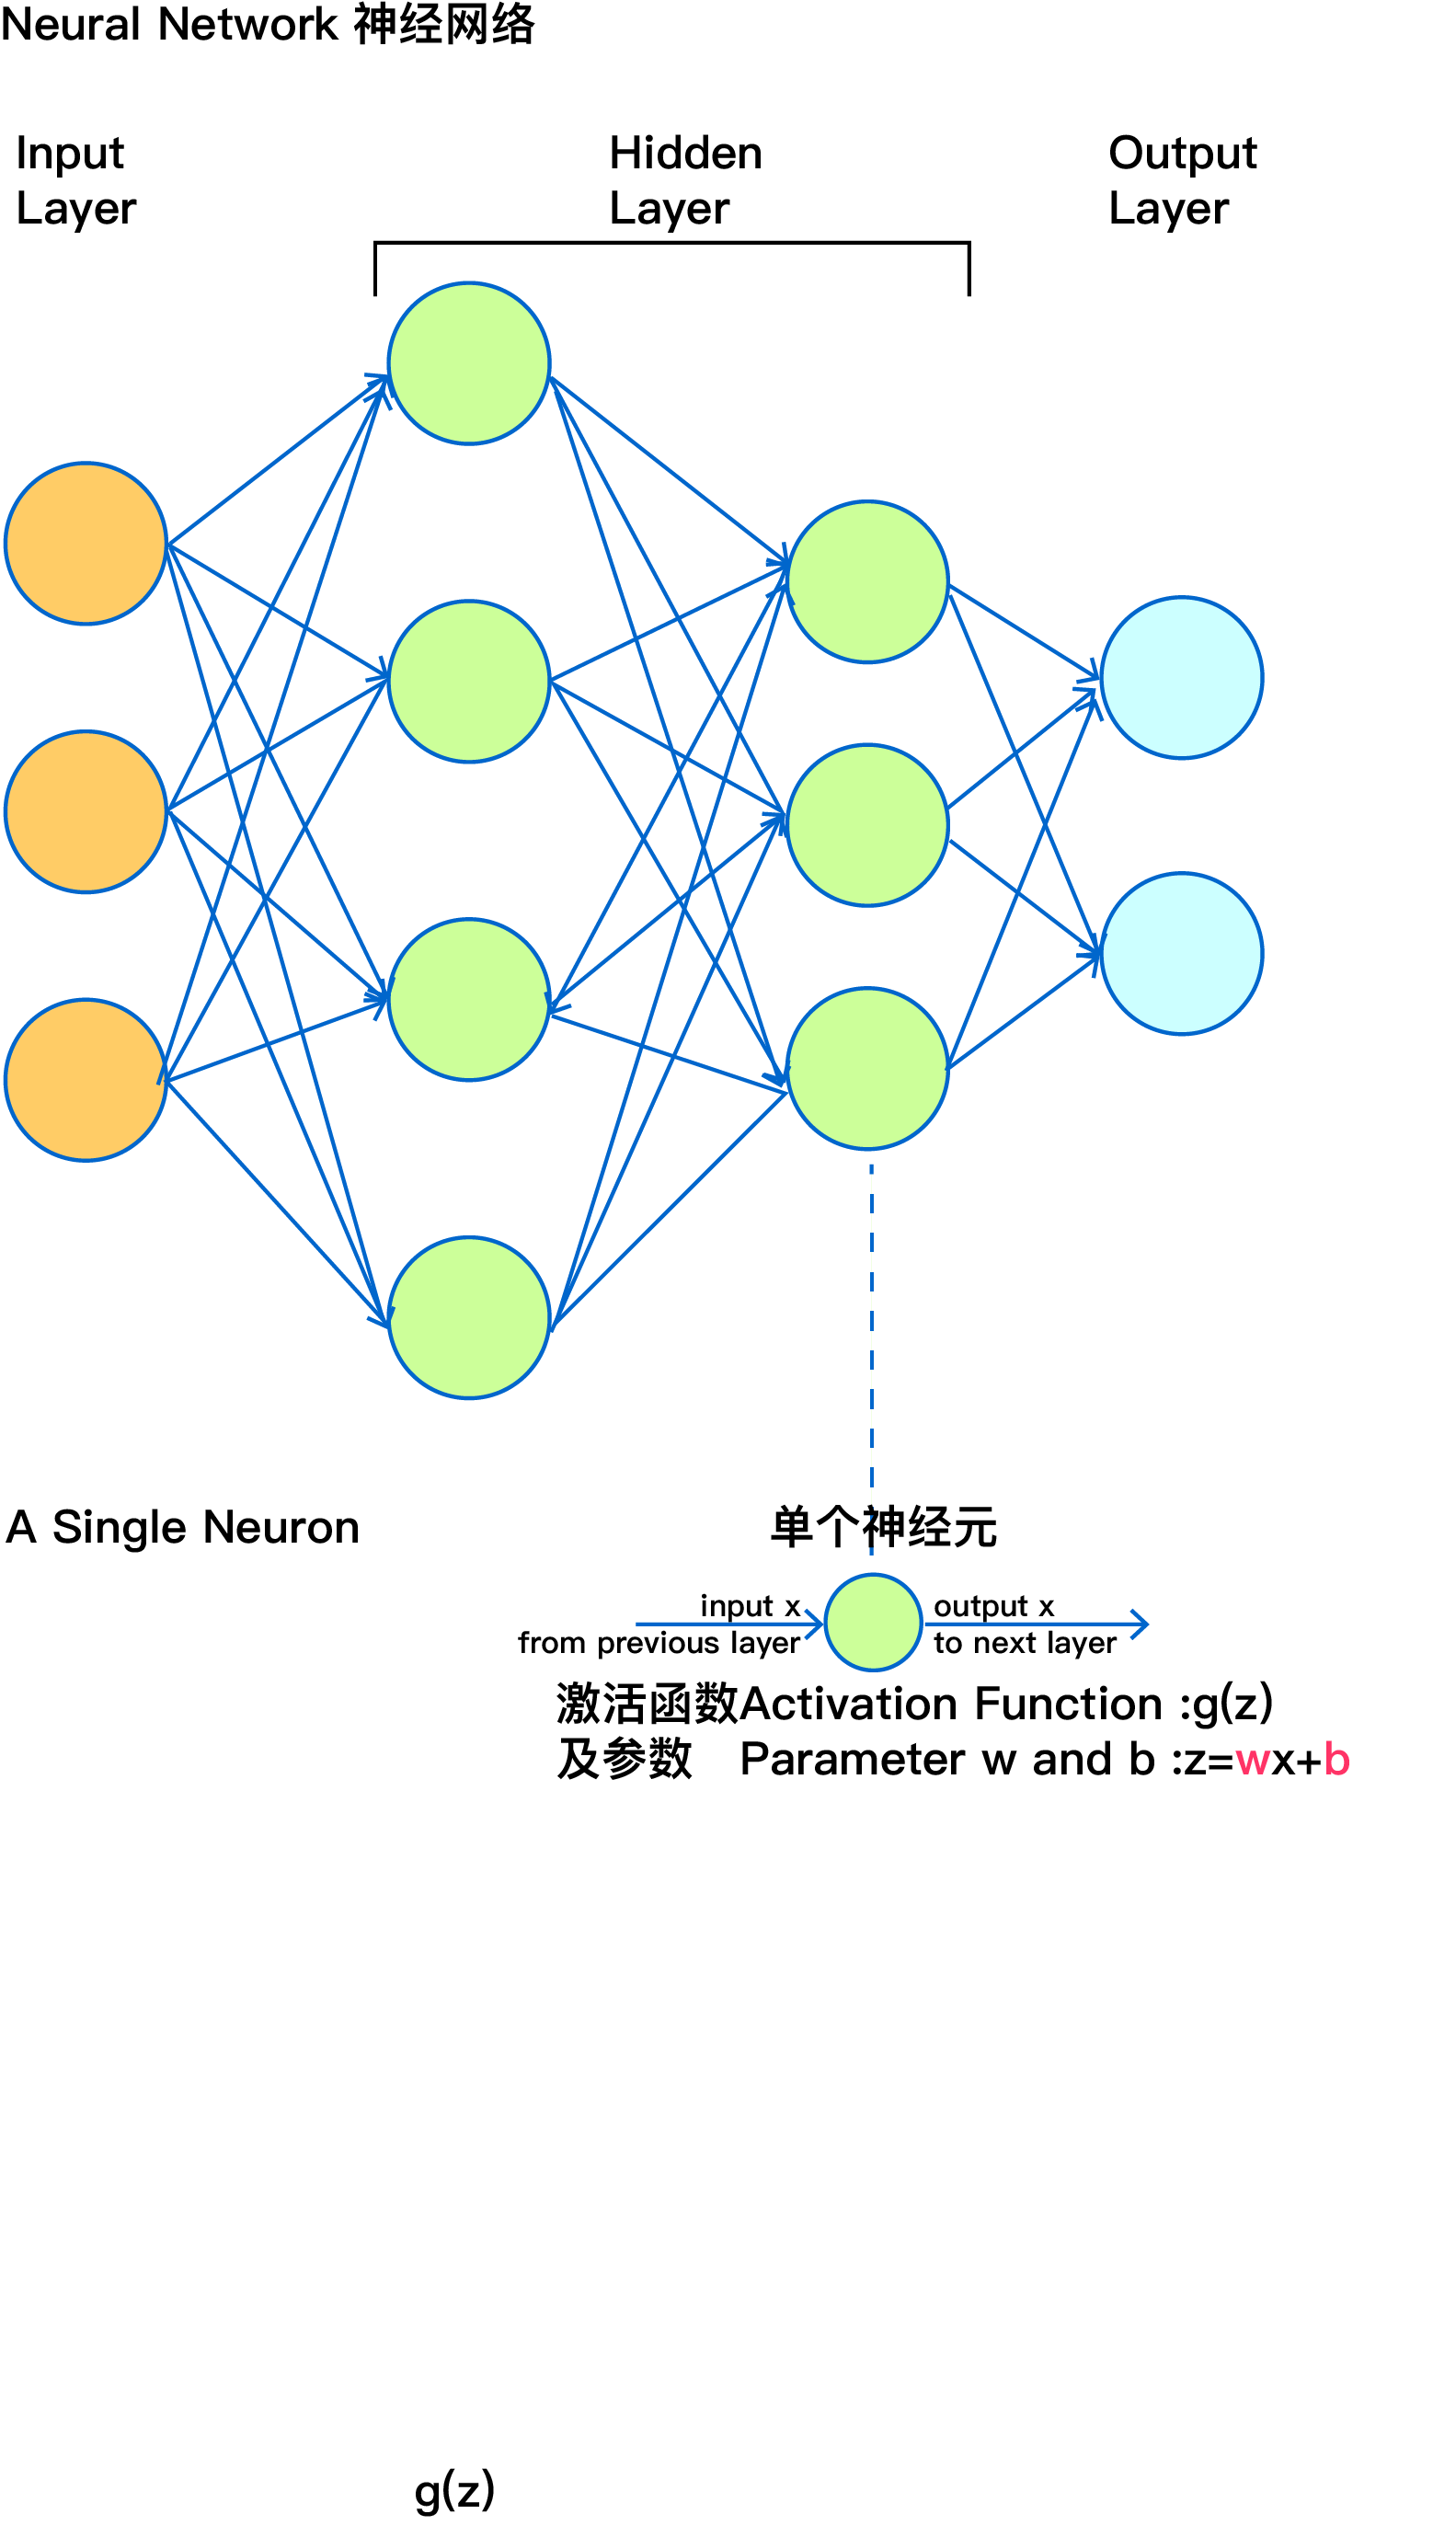 Neural Network 神经网络
Input
Layer
Hidden
Layer
Output
Layer
A Single Neuron
单个神经元
input x
from previous layer
output x
to next layer
激活函数Activation Function :g(z)
及参数 Parameter w and b :z=wx+b
g(z)